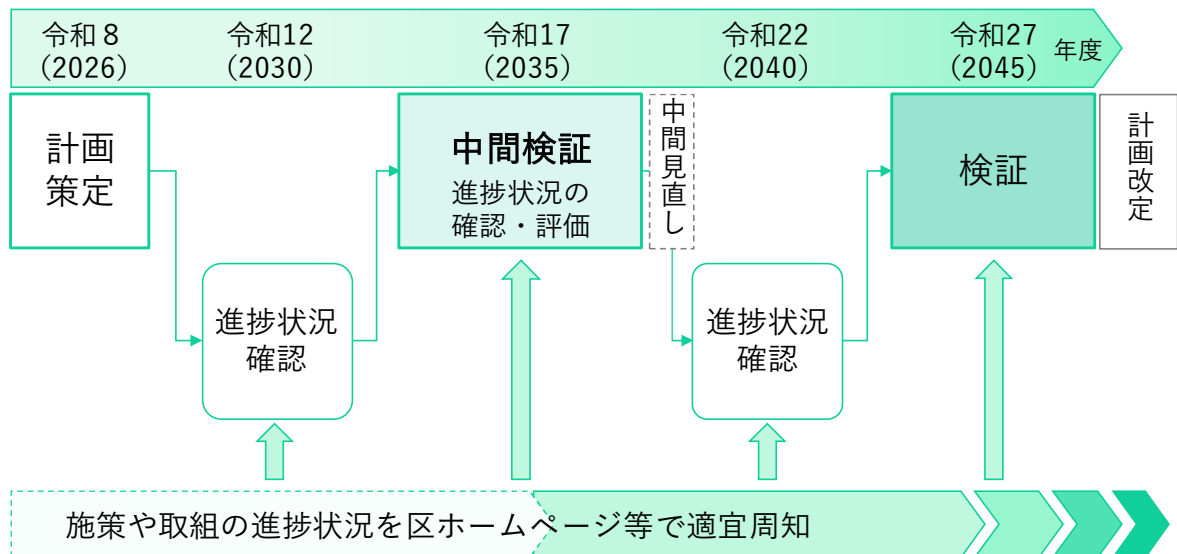 令和8 令和12 令和17 令和22 令和27 年度
(2026) (2030) (2035) (2040) (2045)
計画
策定
中間検証
進捗状況の
確認・評価
中間見直し
検証
計画改定
進捗状況
確認
進捗状況
確認
施策や取組の進捗状況を区ホームページ等で適宜周知